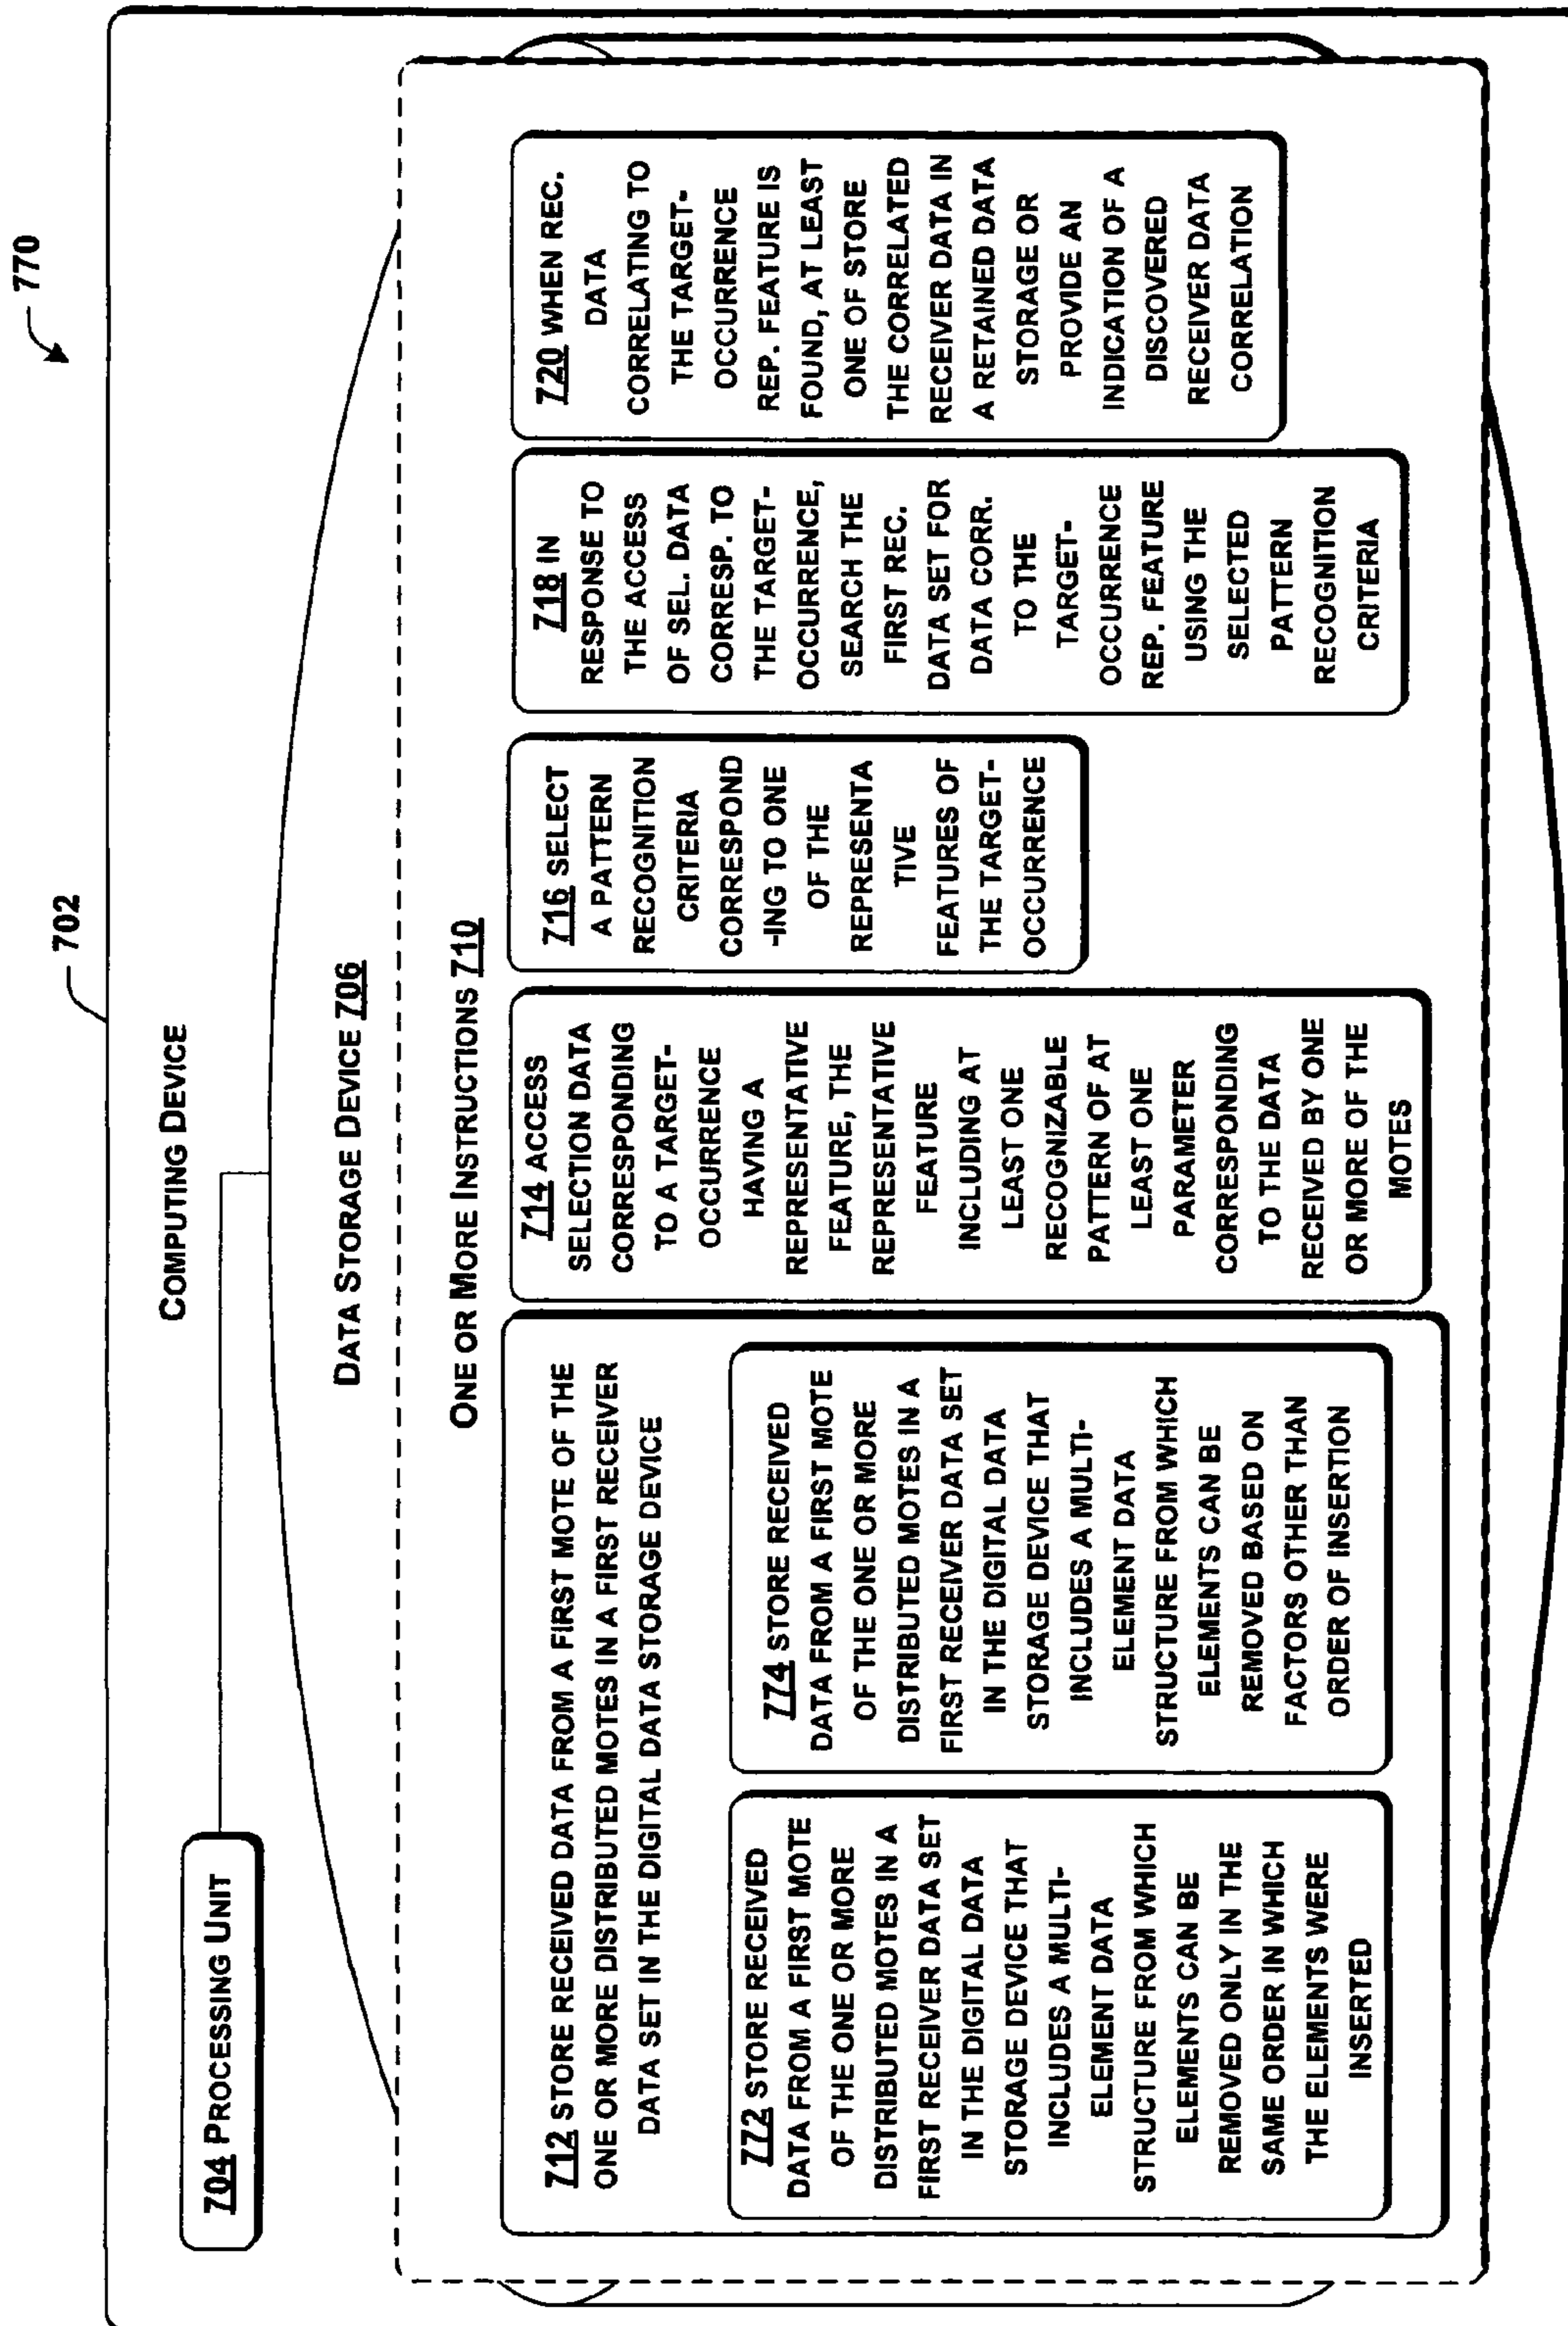 770
702
COMPUTING DEVICE
704 PROCESSING UNIT
DATA STORAGE DEVICE 706
ONE OR MORE INSTRUCTIONS 710
712 STORE RECEIVED DATA FROM A FIRST MOTE OF THE
ONE OR MORE DISTRIBUTED MOTES IN A FIRST RECEIVER
DATA SET IN THE DIGITAL DATA STORAGE DEVICE
772 STORE RECEIVED
DATA FROM A FIRST MOTE
OF THE ONE OR MORE
DISTRIBUTED MOTES IN A
FIRST RECEIVER DATA SET
IN THE DIGITAL DATA
STORAGE DEVICE THAT
INCLUDES A MULTI-
ELEMENT DATA
STRUCTURE FROM WHICH
ELEMENTS CAN BE
REMOVED ONLY IN THE
SAME ORDER IN WHICH
THE ELEMENTS WERE
INSERTED
774 STORE RECEIVED
DATA FROM A FIRST MOTE
OF THE ONE OR MORE
DISTRIBUTED MOTES IN A
FIRST RECEIVER DATA SET
IN THE DIGITAL DATA
STORAGE DEVICE THAT
INCLUDES A MULTI-
ELEMENT DATA
STRUCTURE FROM WHICH
ELEMENTS CAN BE
REMOVED BASED ON
FACTORS OTHER THAN
ORDER OF INSERTION
714 ACCESS
SELECTION DATA
CORRESPONDING
TO A TARGET-
OCCURRENCE
HAVING A
REPRESENTATIVE
FEATURE, THE
REPRESENTATIVE
FEATURE
INCLUDING AT
LEAST ONE
RECOGNIZABLE
PATTERN OF AT
LEAST ONE
PARAMETER
CORRESPONDING
TO THE DATA
RECEIVED BY ONE
OR MORE OF THE
MOTES
716 SELECT
A PATTERN
RECOGNITION
CRITERIA
CORRESPOND
-ING TO ONE
OF THE
REPRESENTA
TIVE
FEATURES OF
THE TARGET-
OCCURRENCE
718 IN
RESPONSE TO
THE ACCESS
OF SEL. DATA
CORRESP. TO
THE TARGET-
OCCURRENCE,
SEARCH THE
FIRST REC.
DATA SET FOR
DATA CORR.
TO THE
TARGET-
OCCURRENCE
REP. FEATURE
USING THE
SELECTED
PATTERN
RECOGNITION
CRITERIA
720 WHEN REC.
DATA
CORRELATING TO
THE TARGET-
OCCURRENCE
REP. FEATURE IS
FOUND, AT LEAST
ONE OF STORE
THE CORRELATED
RECEIVER DATA IN
A RETAINED DATA
STORAGE OR
PROVIDE AN
INDICATION OF A
DISCOVERED
RECEIVER DATA
CORRELATION